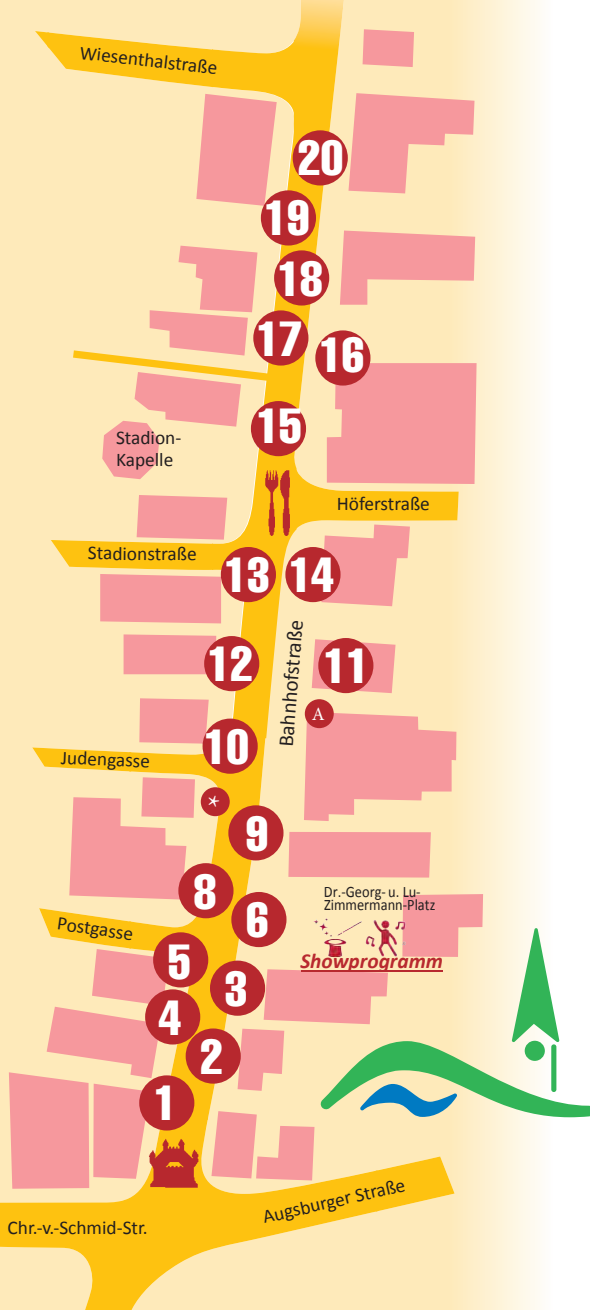 Wiesenthalstraße
20
19
18
17
16
15
Stadion-
Kapelle
Höferstraße
Stadionstraße
13
14
Bahnhofstraße
12
11
A
10
Judengasse
*
9
8
Dr.-Georg- u. Lu-
Zimmermann-Platz
6
Postgasse
Showprogramm
5
3
4
2
1
Augsburger Straße
Chr.-v.-Schmid-Str.